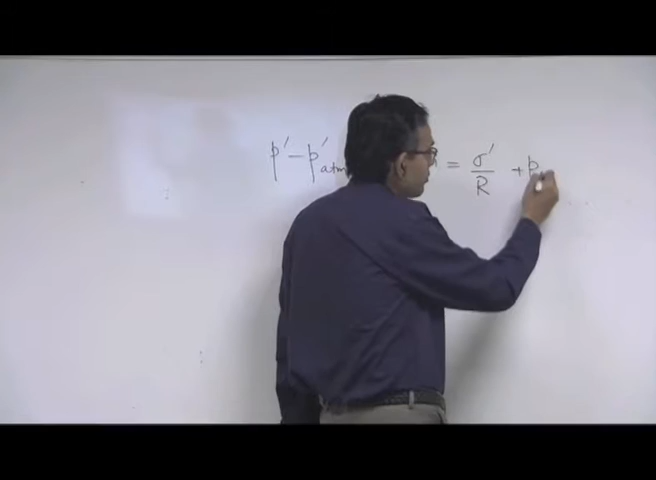 p′ − p′atm = σ′/R + p